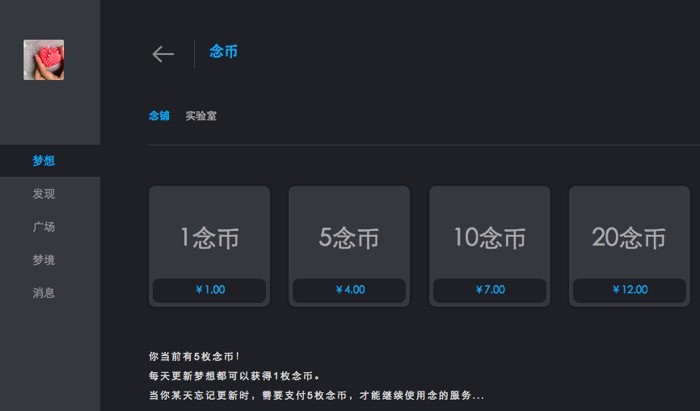 念币
念铺 实验室
梦想
发现
广场
梦境
消息
1念币 5念币 10念币 20念币
¥1.00 ¥4.00 ¥7.00 ¥12.00
你当前有5枚念币！
每天更新梦想都可以获得1枚念币。
当你某天忘记更新时，需要支付5枚念币，才能继续使用念的服务...